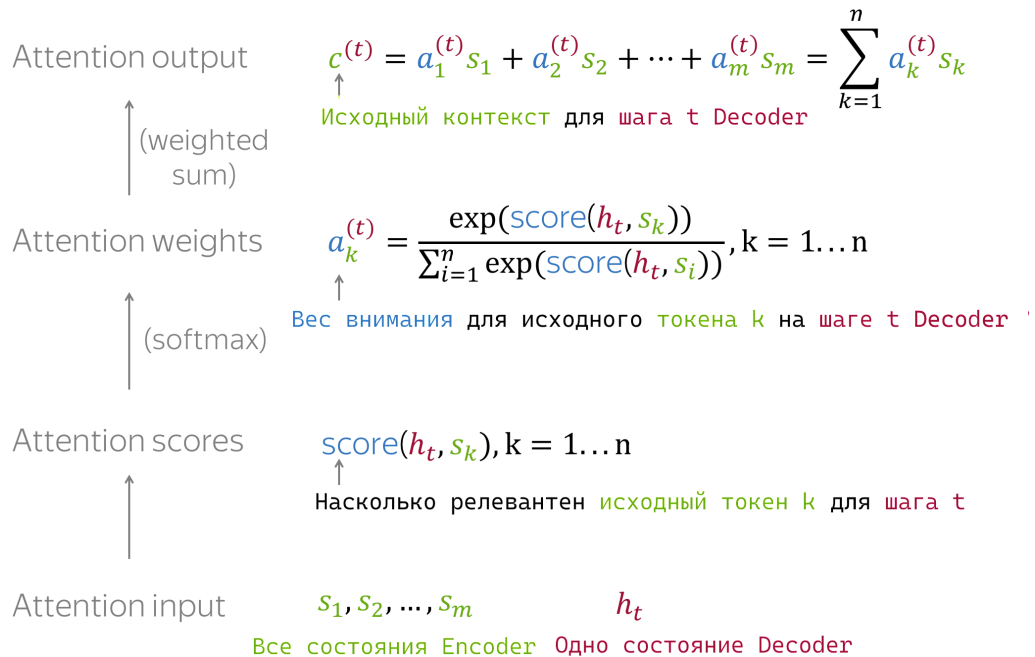 Attention output c^(t) = a_1^(t) s_1 + a_2^(t) s_2 + ⋯ + a_m^(t) s_m = ∑_{k=1}^{n} a_k^(t) s_k
Исходный контекст для шага t Decoder
(weighted
sum)
Attention weights a_k^(t) = exp(score(h_t, s_k)) / ∑_{i=1}^{n} exp(score(h_t, s_i)), k = 1…n
Вес внимания для исходного токена k на шаге t Decoder
(softmax)
Attention scores score(h_t, s_k), k = 1…n
Насколько релевантен исходный токен k для шага t
Attention input s_1, s_2, …, s_m h_t
Все состояния Encoder Одно состояние Decoder